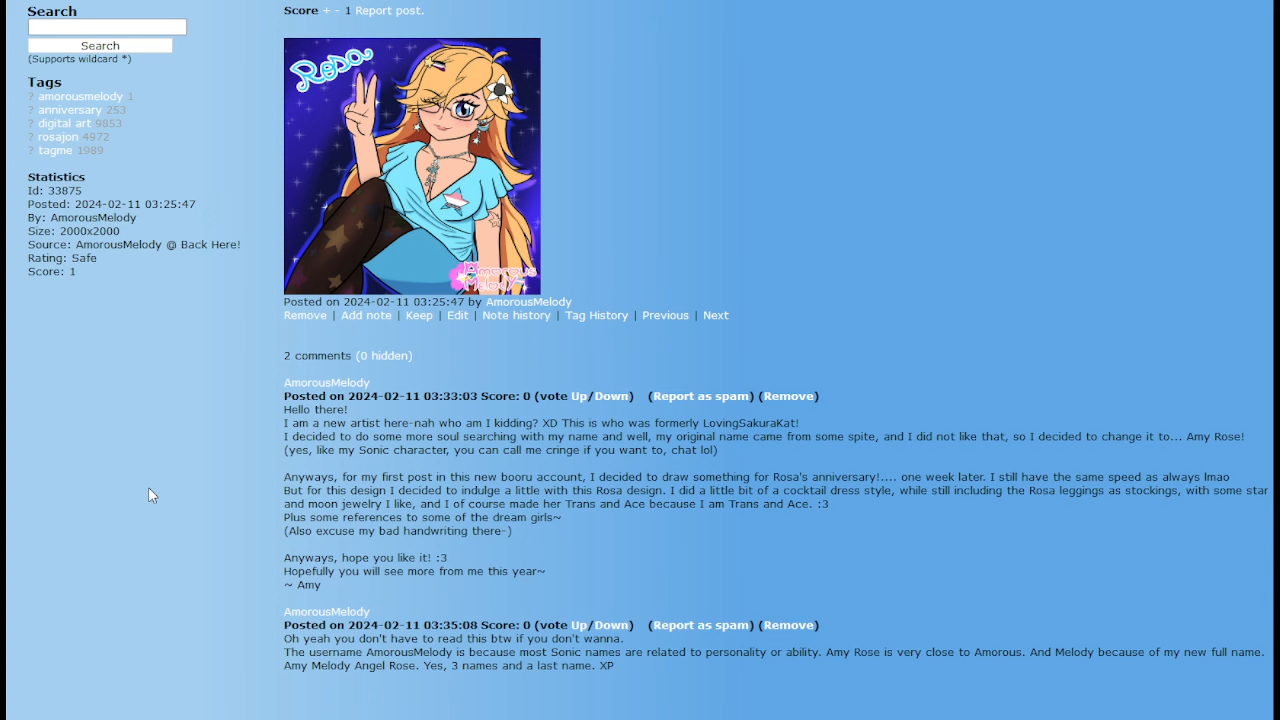 Search
Search
(Supports wildcard *)
Tags
? amorousmelody 1
? anniversary 253
? digital art 9853
? rosajon 4972
? tagme 1989
Statistics
Id: 33875
Posted: 2024-02-11 03:25:47
By: AmorousMelody
Size: 2000x2000
Source: AmorousMelody @ Back Here!
Rating: Safe
Score: 1
Score + - 1 Report post.
Rosa
Amorous
Melody
Posted on 2024-02-11 03:25:47 by AmorousMelody
Remove | Add note | Keep | Edit | Note history | Tag History | Previous | Next
2 comments (0 hidden)
AmorousMelody
Posted on 2024-02-11 03:33:03 Score: 0 (vote Up/Down) (Report as spam) (Remove)
Hello there!
I am a new artist here-nah who am I kidding? XD This is who was formerly LovingSakuraKat!
I decided to do some more soul searching with my name and well, my original name came from some spite, and I did not like that, so I decided to change it to... Amy Rose!
(yes, like my Sonic character, you can call me cringe if you want to, chat lol)
Anyways, for my first post in this new booru account, I decided to draw something for Rosa's anniversary!.... one week later. I still have the same speed as always lmao
But for this design I decided to indulge a little with this Rosa design. I did a little bit of a cocktail dress style, while still including the Rosa leggings as stockings, with some star
and moon jewelry I like, and I of course made her Trans and Ace because I am Trans and Ace. :3
Plus some references to some of the dream girls~
(Also excuse my bad handwriting there-)
Anyways, hope you like it! :3
Hopefully you will see more from me this year~
~ Amy
AmorousMelody
Posted on 2024-02-11 03:35:08 Score: 0 (vote Up/Down) (Report as spam) (Remove)
Oh yeah you don't have to read this btw if you don't wanna.
The username AmorousMelody is because most Sonic names are related to personality or ability. Amy Rose is very close to Amorous. And Melody because of my new full name.
Amy Melody Angel Rose. Yes, 3 names and a last name. XP